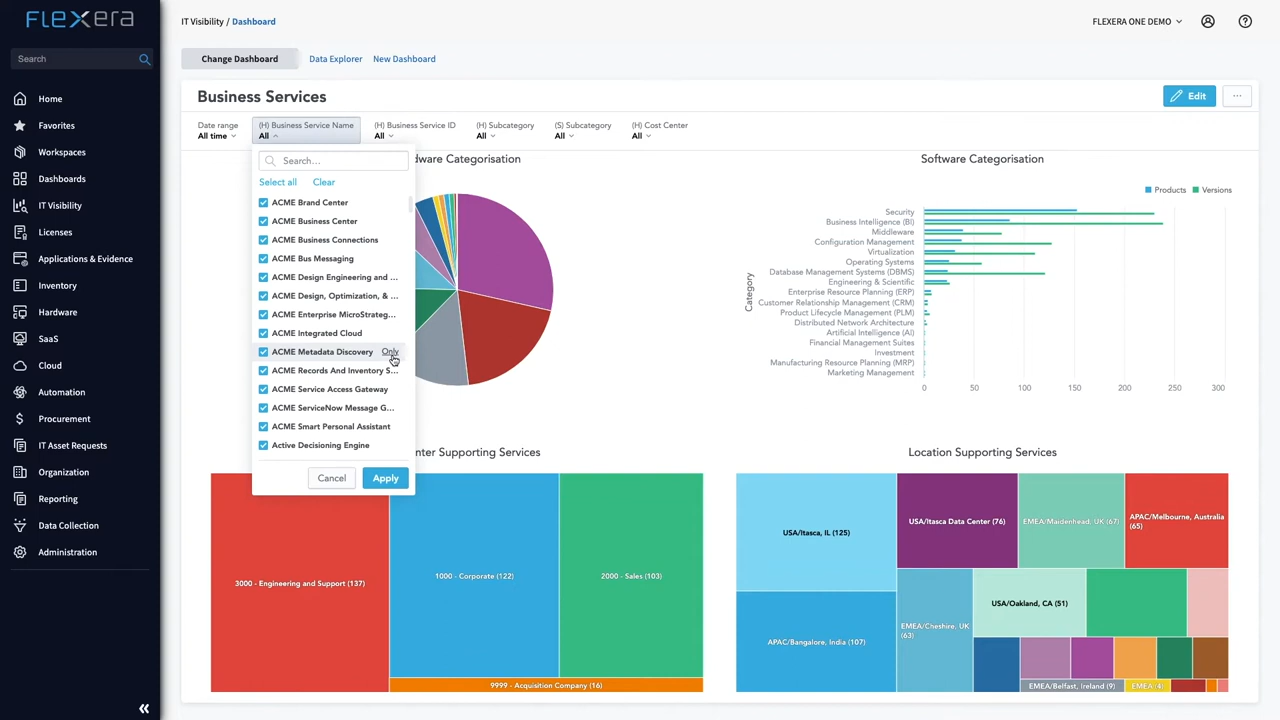 FLEXERA
IT Visibility / Dashboard
FLEXERA ONE DEMO
Search
Home
Favorites
Workspaces
Dashboards
IT Visibility
Licenses
Applications & Evidence
Inventory
Hardware
SaaS
Cloud
Automation
Procurement
IT Asset Requests
Organization
Reporting
Data Collection
Administration
«
Change Dashboard
Data Explorer
New Dashboard
Business Services
Edit
...
Date range
All time
(H) Business Service Name
All
(H) Business Service ID
All
(H) Subcategory
All
(S) Subcategory
All
(H) Cost Center
All
Search...
Select all
Clear
ACME Brand Center
ACME Business Center
ACME Business Connections
ACME Bus Messaging
ACME Design Engineering and ...
ACME Design, Optimization, & ...
ACME Enterprise MicroStrateg...
ACME Integrated Cloud
ACME Metadata Discovery Only
ACME Records And Inventory S...
ACME Service Access Gateway
ACME ServiceNow Message G...
ACME Smart Personal Assistant
Active Decisioning Engine
Cancel
Apply
dware Categorisation
Software Categorisation
Products
Versions
Category
Security
Business Intelligence (BI)
Middleware
Configuration Management
Virtualization
Operating Systems
Database Management Systems (DBMS)
Engineering & Scientific
Enterprise Resource Planning (ERP)
Customer Relationship Management (CRM)
Product Lifecycle Management (PLM)
Distributed Network Architecture
Artificial Intelligence (AI)
Financial Management Suites
Investment
Manufacturing Resource Planning (MRP)
Marketing Management
0 50 100 150 200 250 300
nter Supporting Services
3000 - Engineering and Support (137)
1000 - Corporate (122)
2000 - Sales (103)
9999 - Acquisition Company (16)
Location Supporting Services
USA/Itasca, IL (125)
USA/Itasca Data Center (76)
EMEA/Maidenhead, UK (67)
APAC/Melbourne, Australia
(65)
APAC/Bangalore, India (107)
EMEA/Cheshire, UK
(63)
USA/Oakland, CA (51)
EMEA/Belfast, Ireland (9)
EMEA (4)